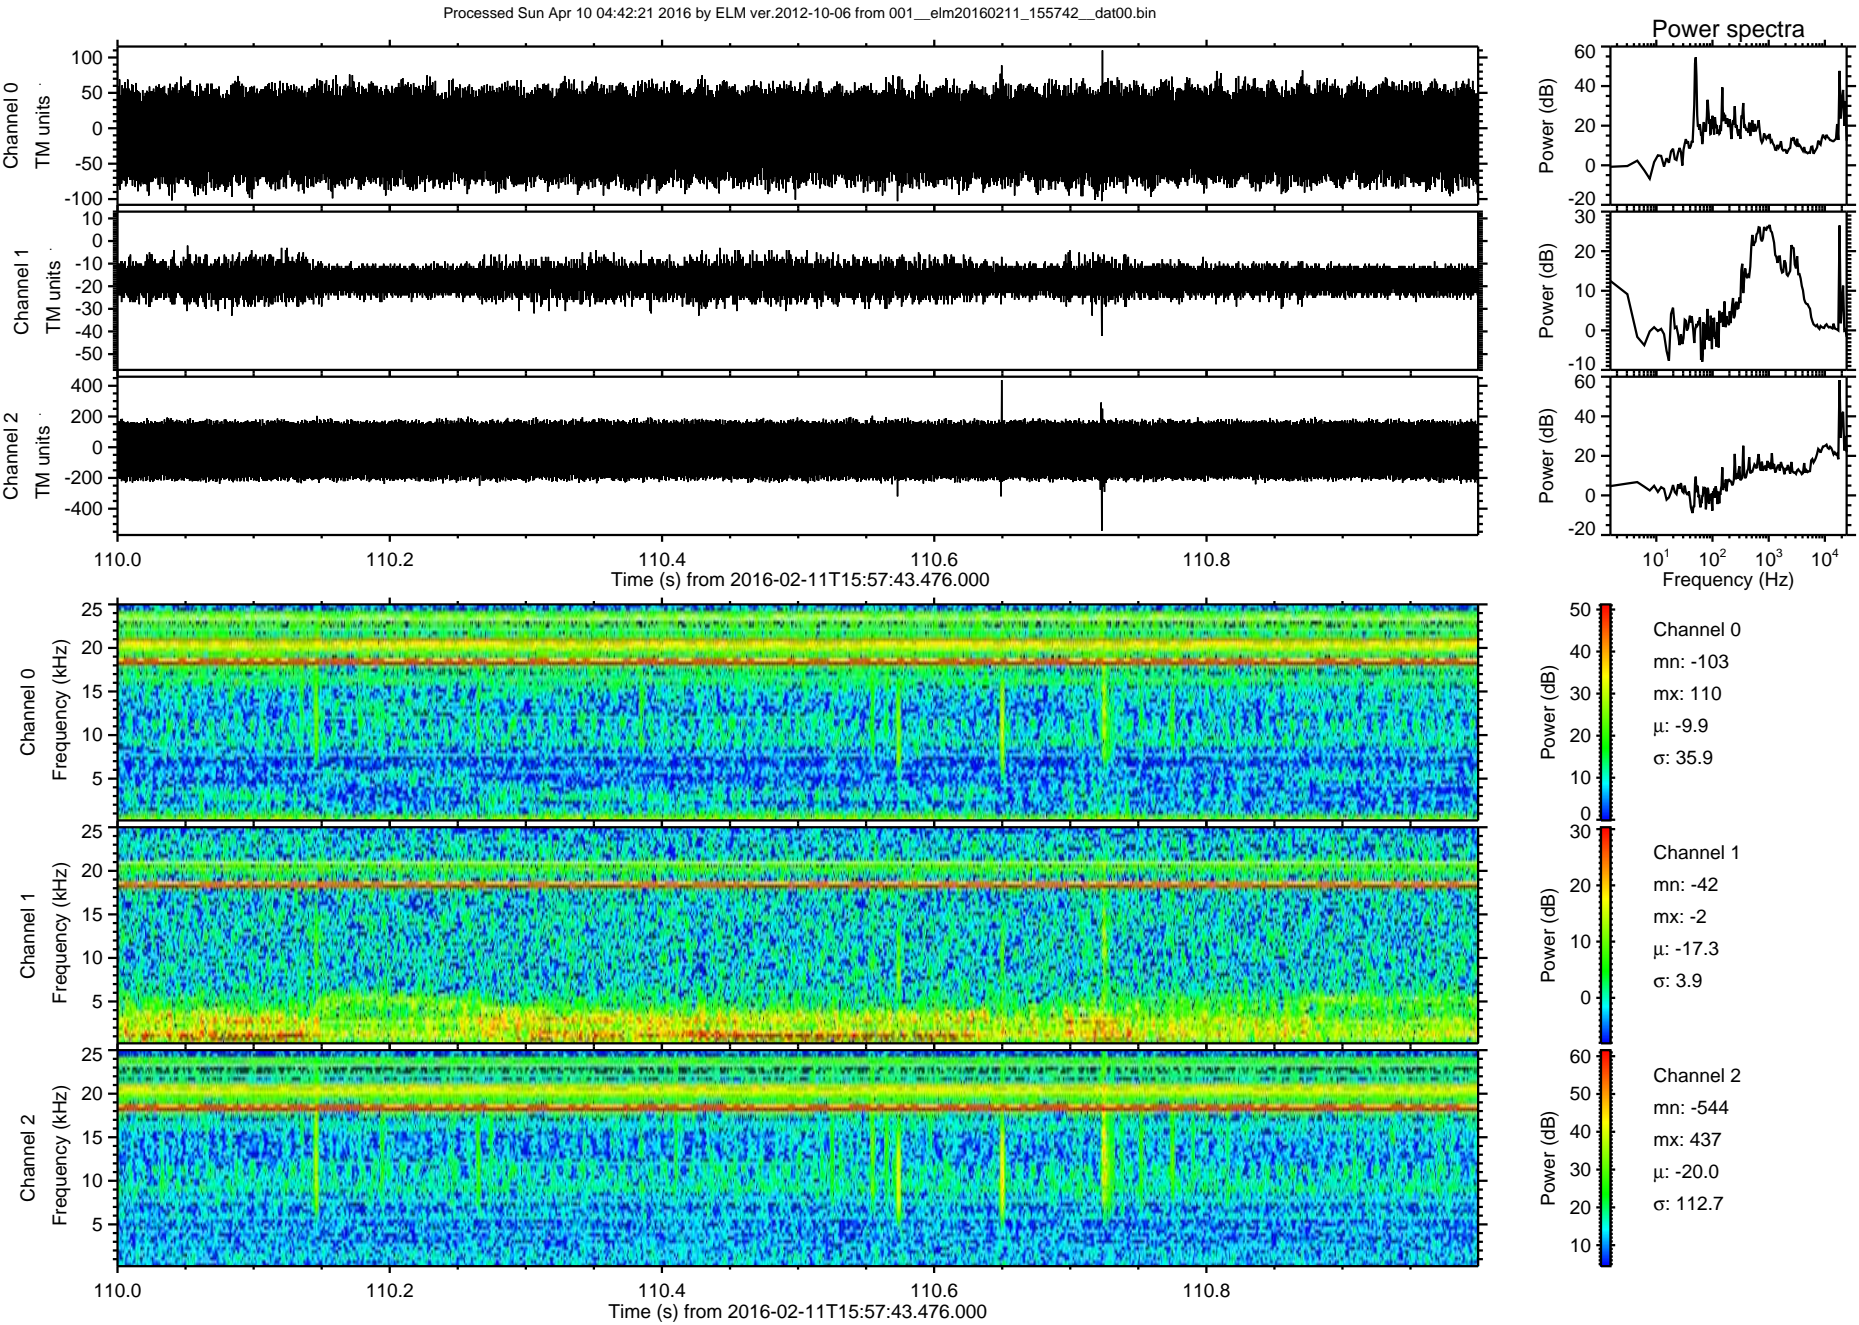 Processed Sun Apr 10 04:42:21 2016 by ELM ver.2012-10-06 from 001__elm20160211_155742__dat00.bin
Power spectra
Channel 0
TM units
100
50
0
-50
-100
Power (dB)
60
40
20
0
-20
Channel 1
TM units
10
0
-10
-20
-30
-40
-50
Power (dB)
30
20
10
0
-10
Channel 2
TM units
400
200
0
-200
-400
Power (dB)
60
40
20
0
-20
110.0 110.2 110.4 110.6 110.8
Time (s) from 2016-02-11T15:57:43.476.000
10¹ 10² 10³ 10⁴
Frequency (Hz)
Channel 0
Frequency (kHz)
25
20
15
10
5
Power (dB)
50
40
30
20
10
0
Channel 0
mn: -103
mx: 110
μ: -9.9
σ: 35.9
Channel 1
Frequency (kHz)
25
20
15
10
5
Power (dB)
30
20
10
0
Channel 1
mn: -42
mx: -2
μ: -17.3
σ: 3.9
Channel 2
Frequency (kHz)
25
20
15
10
5
Power (dB)
60
50
40
30
20
10
Channel 2
mn: -544
mx: 437
μ: -20.0
σ: 112.7
110.0 110.2 110.4 110.6 110.8
Time (s) from 2016-02-11T15:57:43.476.000